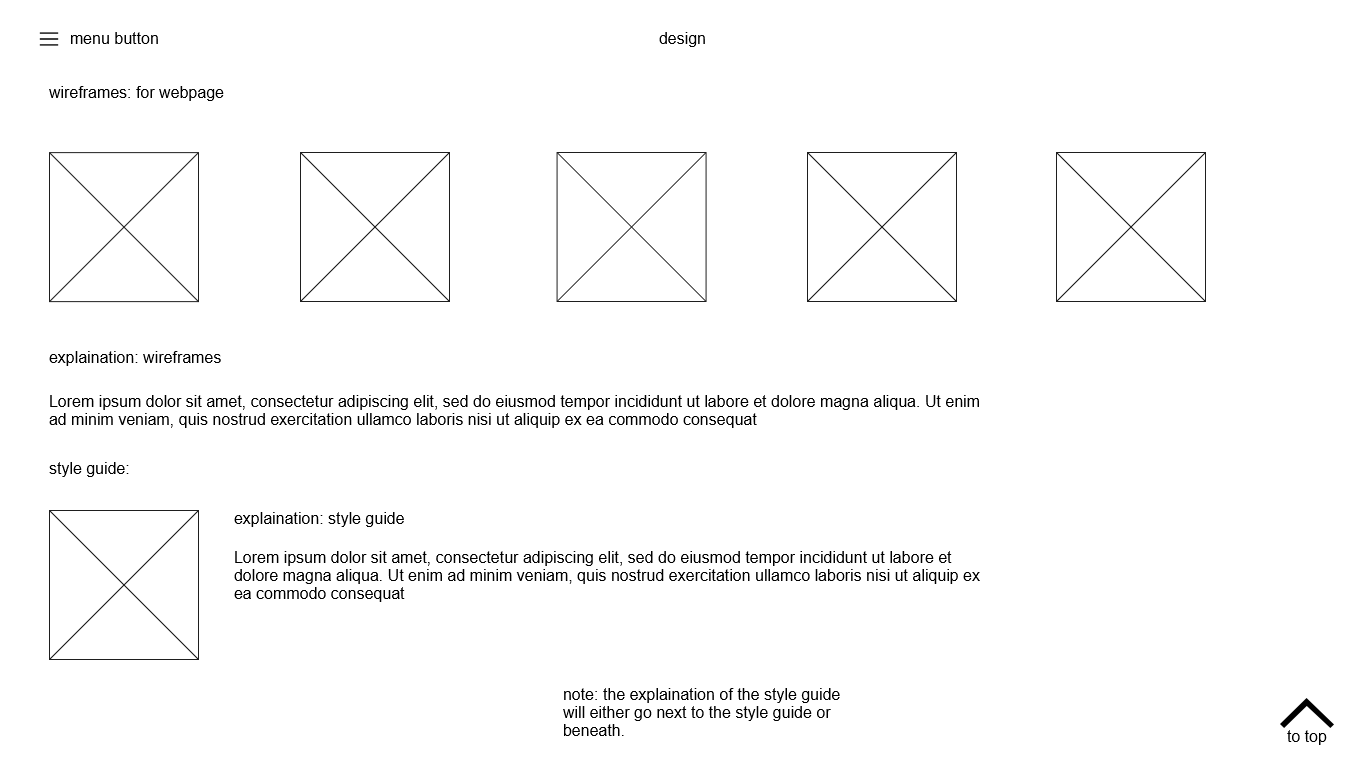 menu button
design
wireframes: for webpage
explaination: wireframes
Lorem ipsum dolor sit amet, consectetur adipiscing elit, sed do eiusmod tempor incididunt ut labore et dolore magna aliqua. Ut enim
ad minim veniam, quis nostrud exercitation ullamco laboris nisi ut aliquip ex ea commodo consequat
style guide:
explaination: style guide
Lorem ipsum dolor sit amet, consectetur adipiscing elit, sed do eiusmod tempor incididunt ut labore et
dolore magna aliqua. Ut enim ad minim veniam, quis nostrud exercitation ullamco laboris nisi ut aliquip ex
ea commodo consequat
note: the explaination of the style guide
will either go next to the style guide or
beneath.
to top